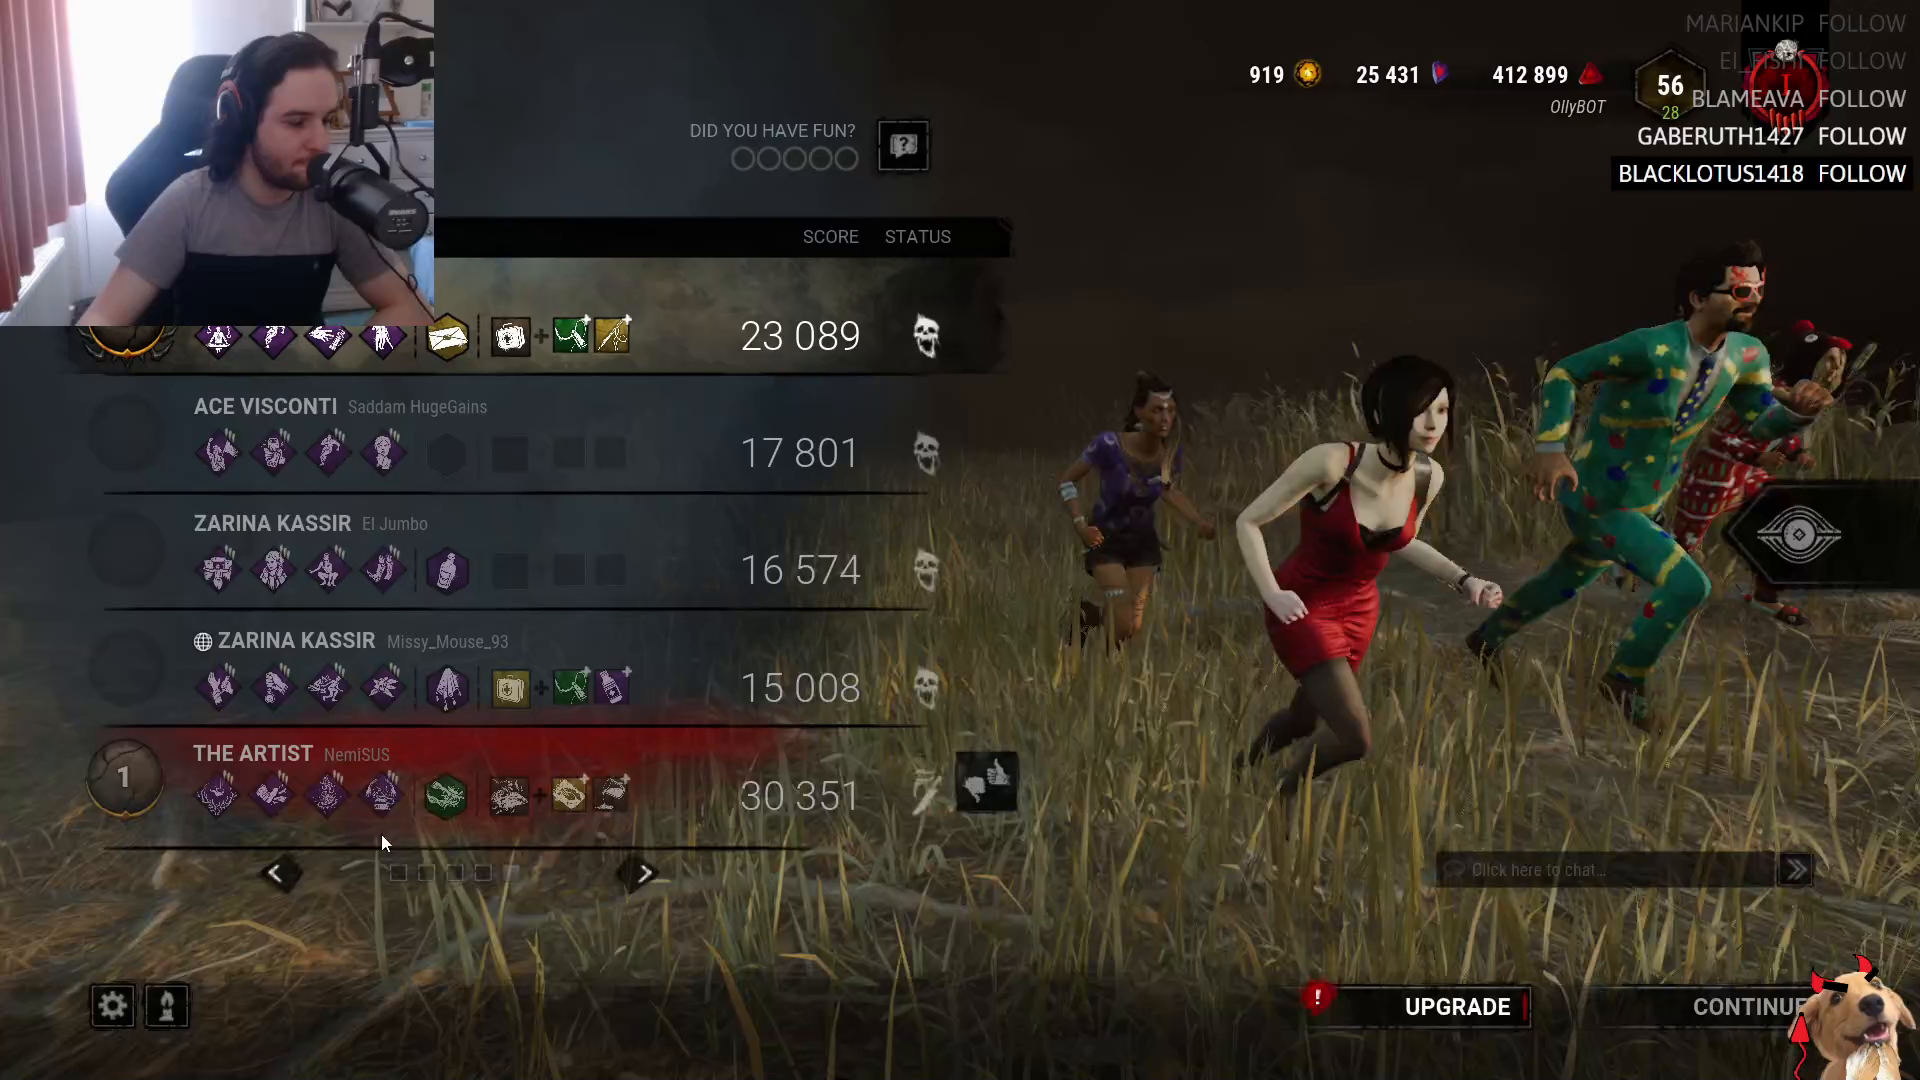 MARIANKIP FOLLOW
FOLLOW
BLAMEAVA FOLLOW
GABERUTH1427 FOLLOW
BLACKLOTUS1418 FOLLOW
919
25 431
412 899
OllyBOT
56
28
I
DID YOU HAVE FUN?
?
SCORE STATUS
23 089
ACE VISCONTI Saddam HugeGains
17 801
ZARINA KASSIR El Jumbo
16 574
ZARINA KASSIR Missy_Mouse_93
15 008
THE ARTIST NemiSUS
1
30 351
Click here to chat...
!
UPGRADE
CONTINUE